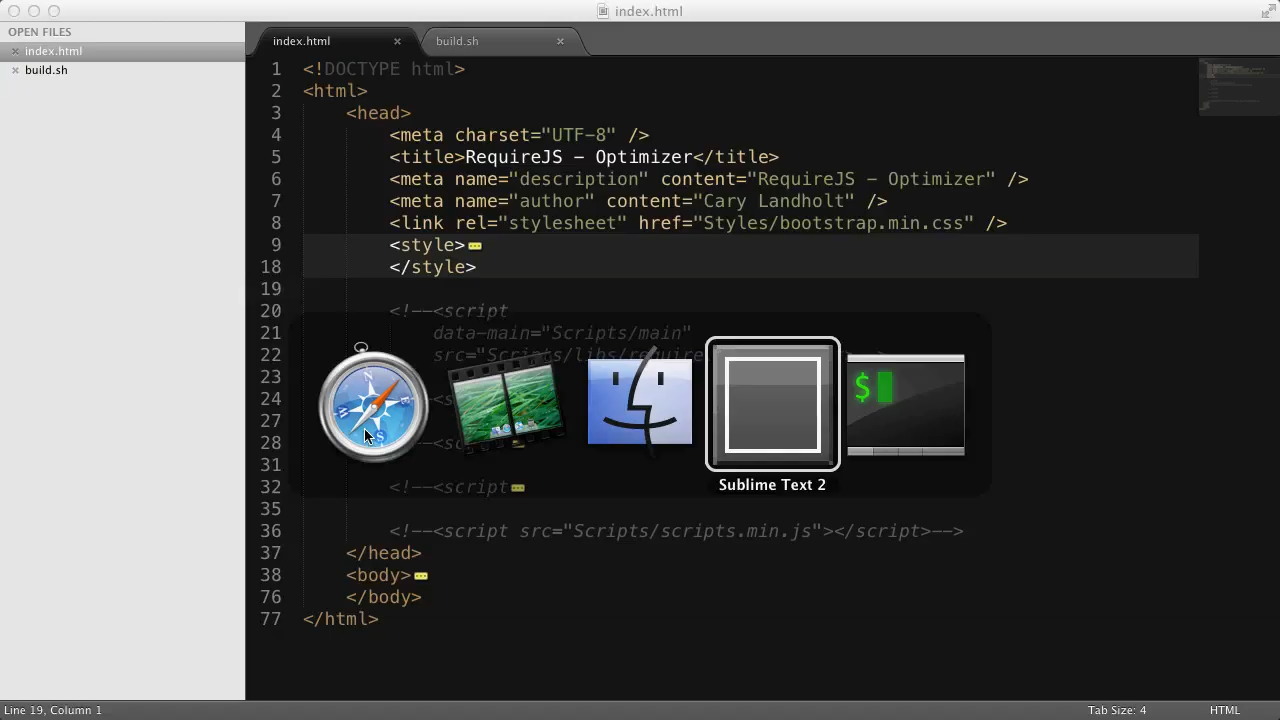 index.html
OPEN FILES
index.html
build.sh
index.html
build.sh
1 <!DOCTYPE html>
2 <html>
3 <head>
4 <meta charset="UTF-8" />
5 <title>RequireJS - Optimizer</title>
6 <meta name="description" content="RequireJS - Optimizer" />
7 <meta name="author" content="Cary Landholt" />
8 <link rel="stylesheet" href="Styles/bootstrap.min.css" />
9 <style>
18 </style>
19
20 <!--<script
21 data-main="Scripts/main"
22 src="Scripts/libs/require
23
24 <!--<s
27
28 <!--<sc
31
32 <!--<script
35
36 <!--<script src="Scripts/scripts.min.js"></script>-->
37 </head>
38 <body>
76 </body>
77 </html>
$
Sublime Text 2
Line 19, Column 1
Tab Size: 4
HTML